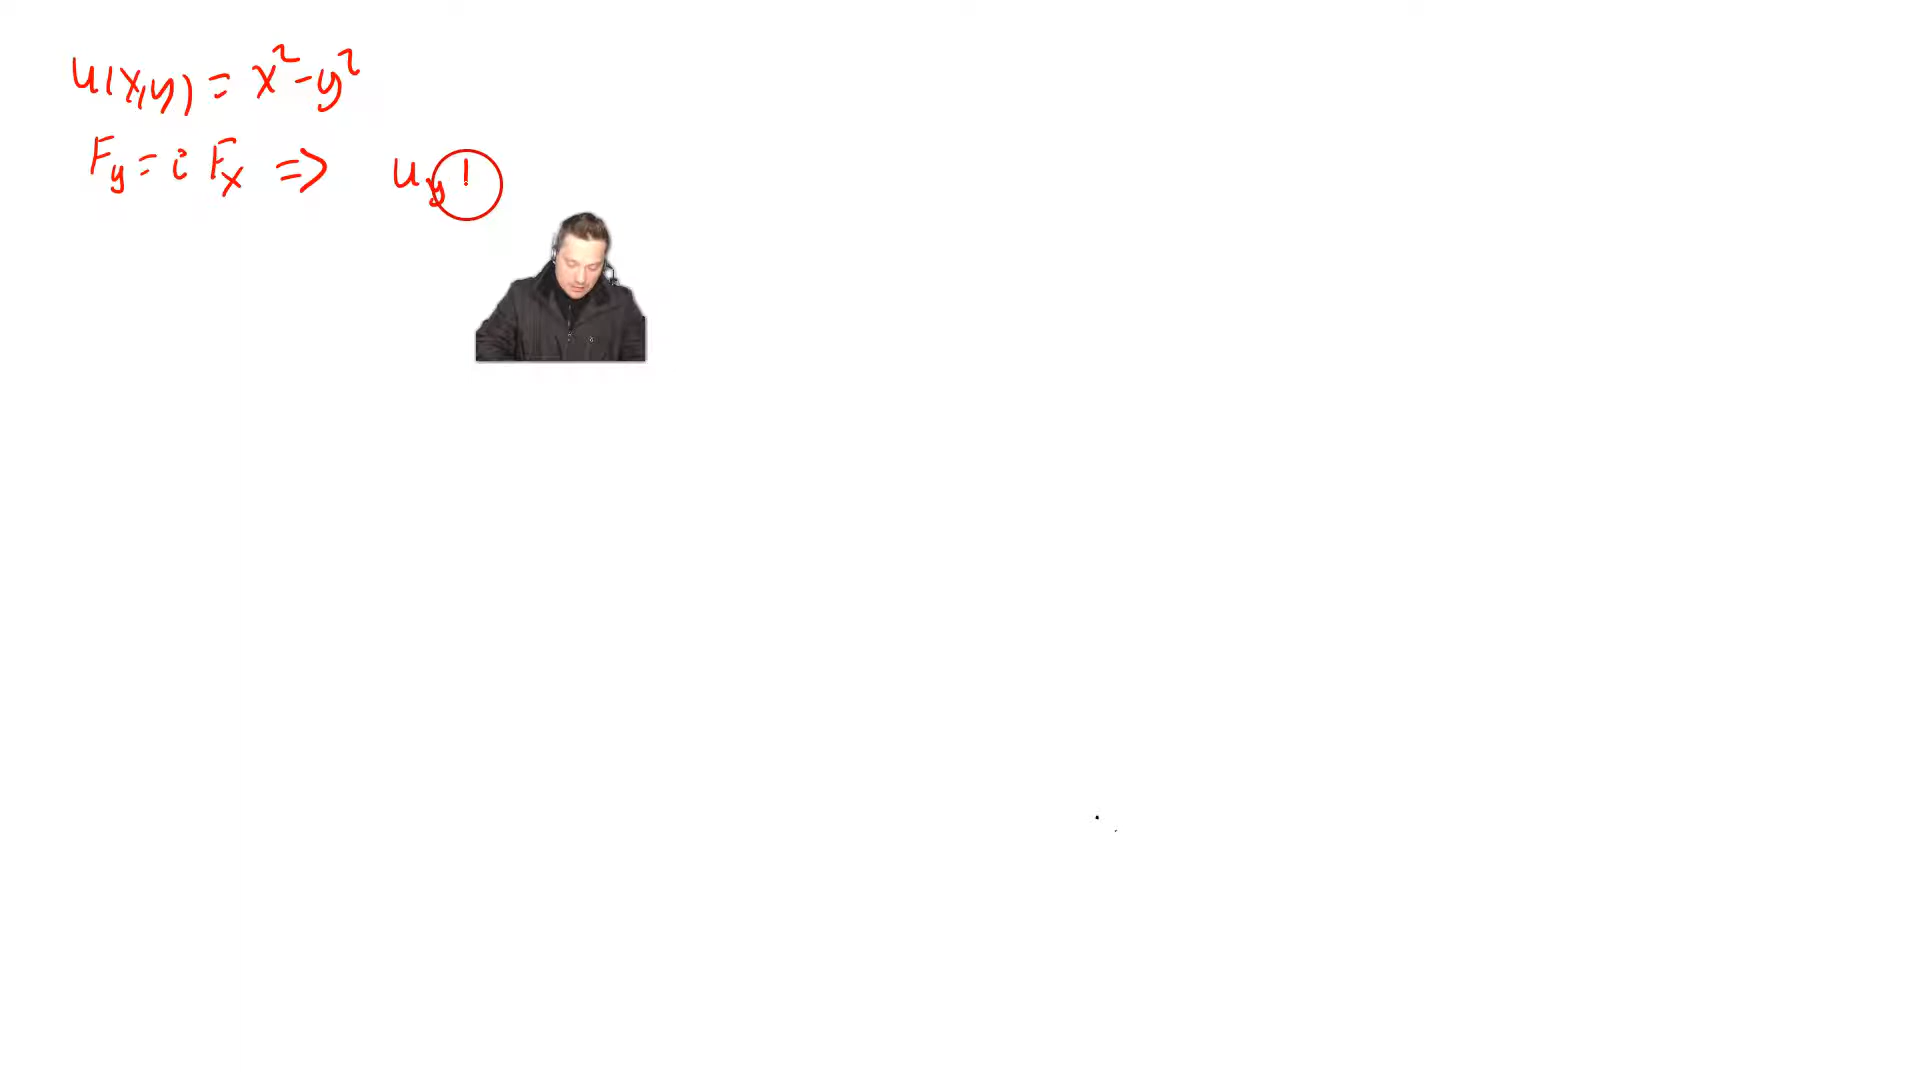 u(x,y) = x² - y²
F_y = i F_x => u_y